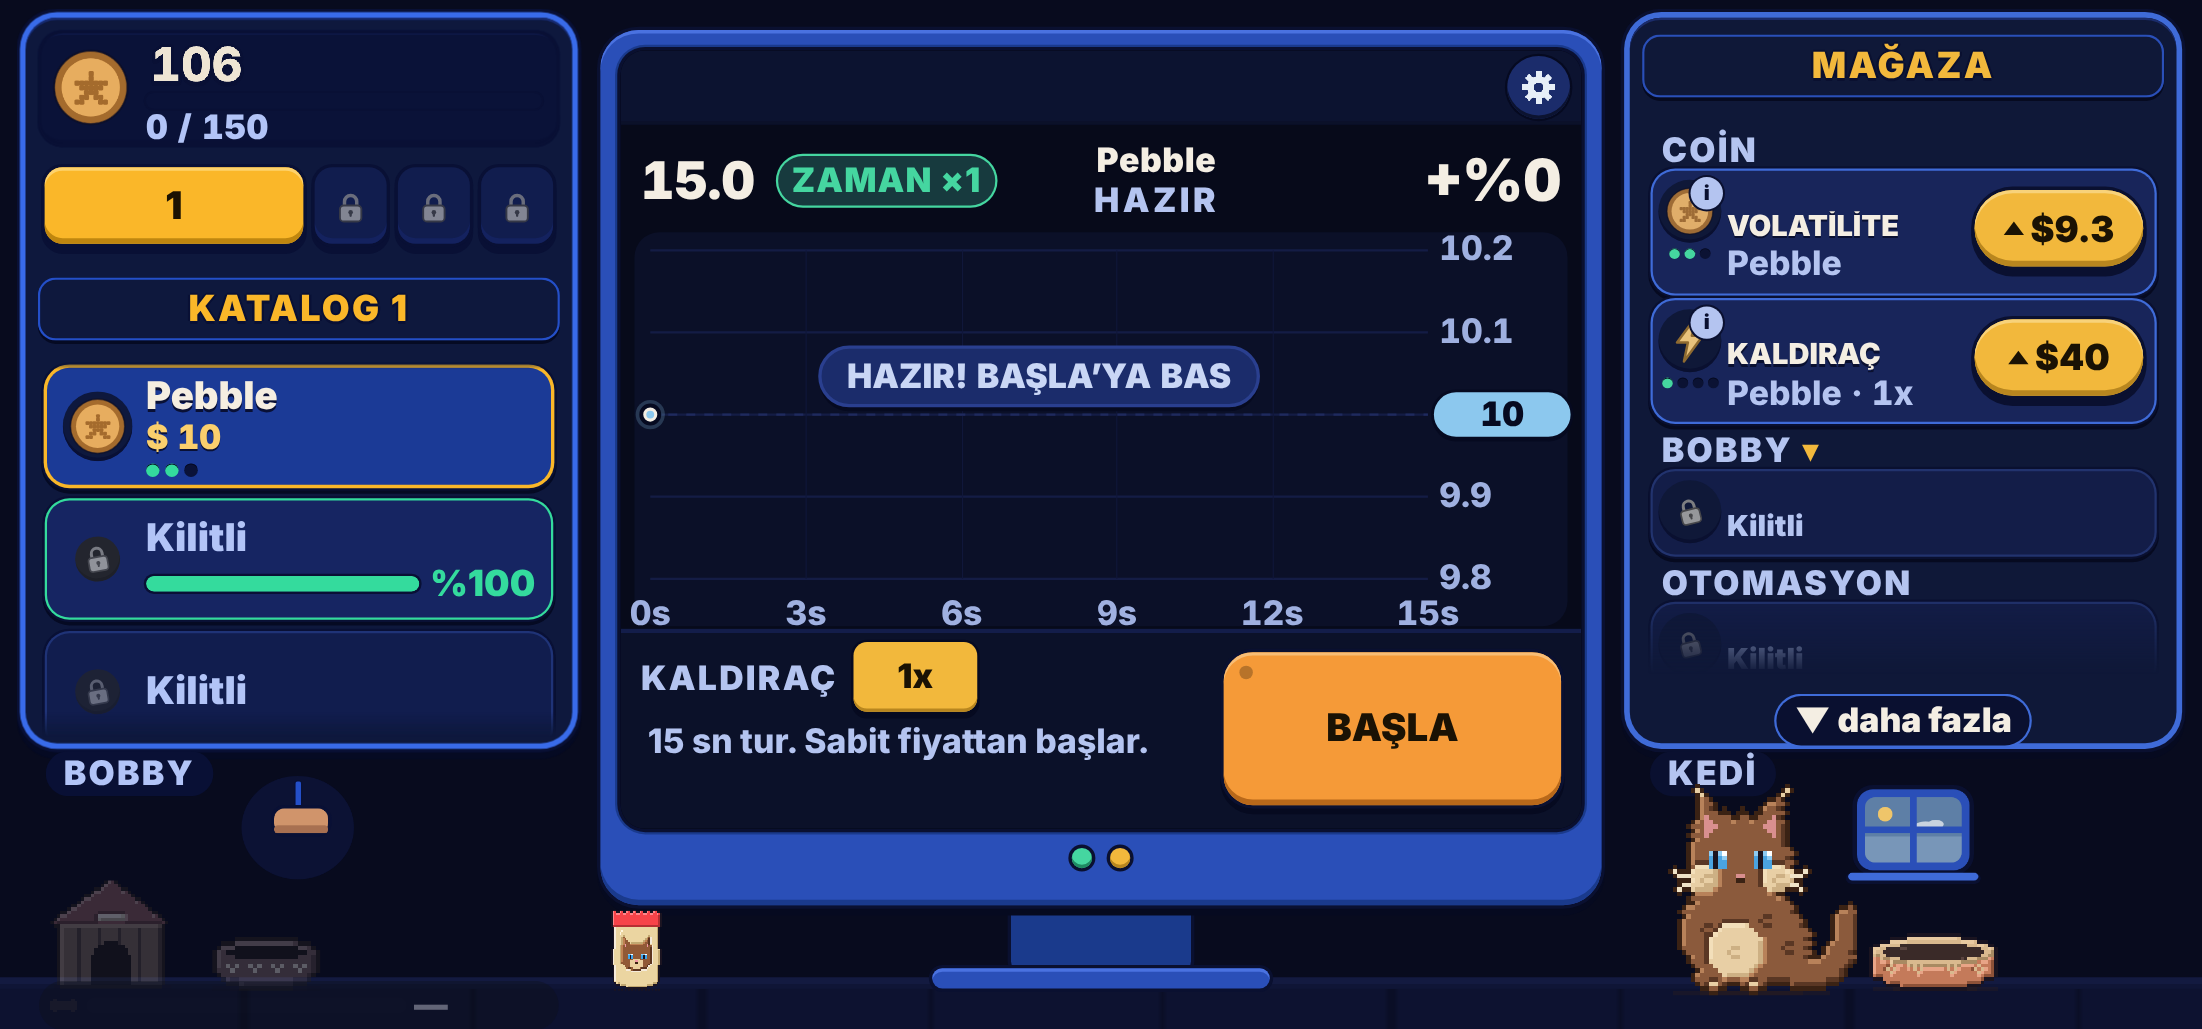 106
0 / 150
1
KATALOG 1
Pebble
$ 10
Kilitli
%100
Kilitli
BOBBY
15.0
ZAMAN ×1
Pebble
HAZIR
+%0
10.2
10.1
HAZIR! BAŞLA’YA BAS
10
9.9
9.8
0s 3s 6s 9s 12s 15s
KALDIRAÇ 1x
15 sn tur. Sabit fiyattan başlar.
BAŞLA
MAĞAZA
COİN
i
VOLATİLİTE
Pebble
▲$9.3
i
KALDIRAÇ
Pebble · 1x
▲$40
BOBBY ▼
Kilitli
OTOMASYON
Kilitli
▼ daha fazla
KEDİ